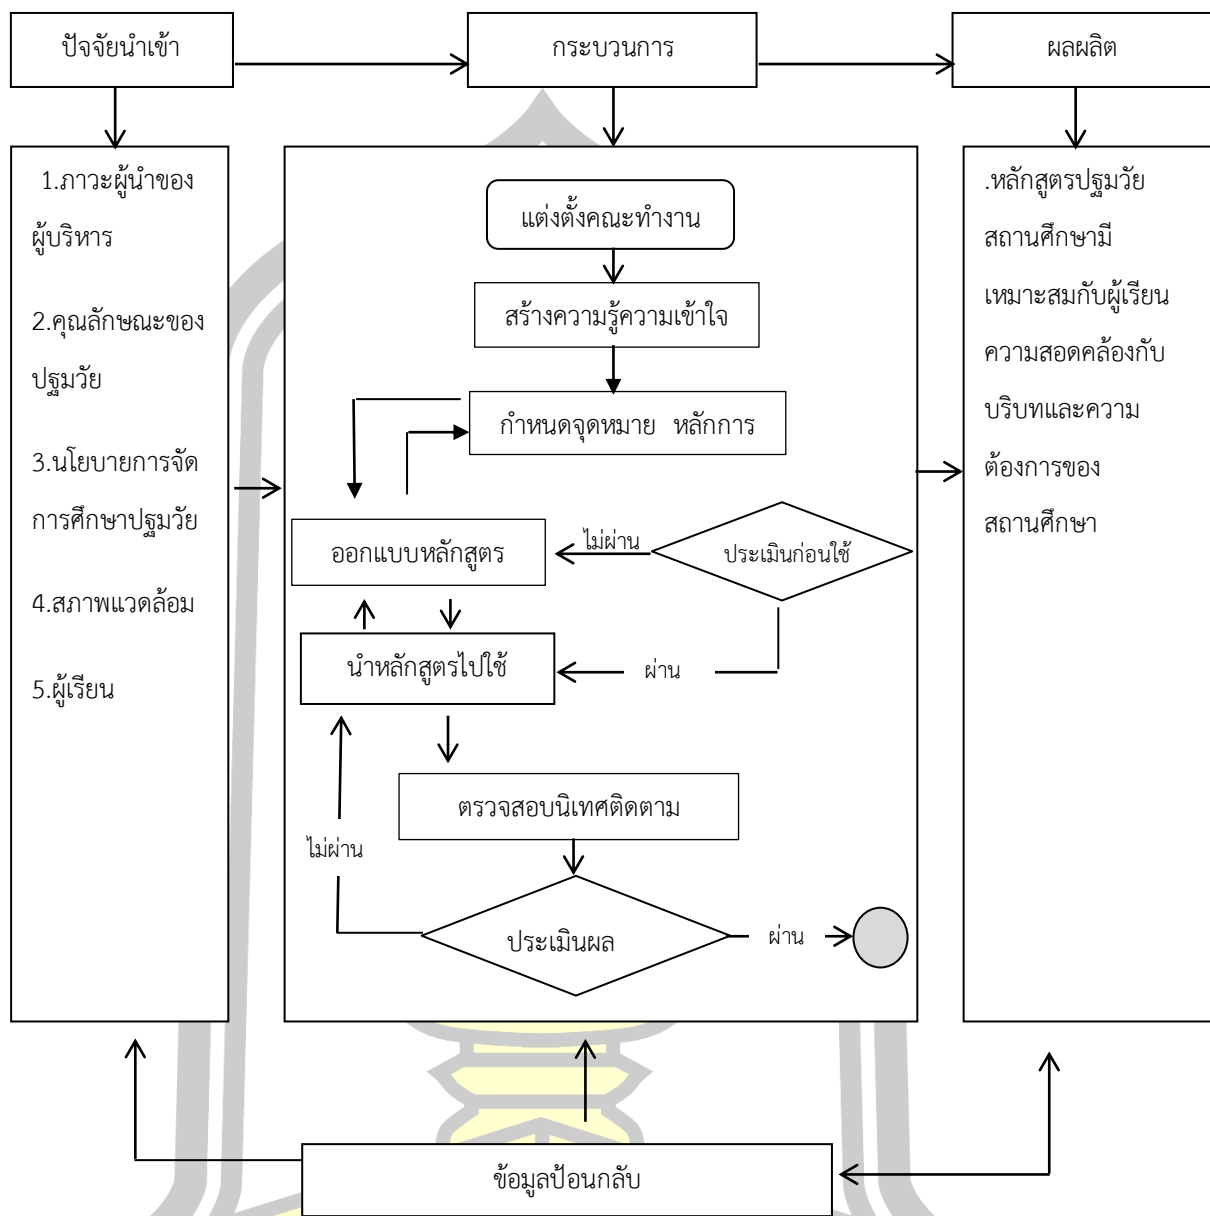 ปัจจัยนำเข้า
กระบวนการ
ผลผลิต
1.ภาวะผู้นำของ
ผู้บริหาร
2.คุณลักษณะของ
ปฐมวัย
3.นโยบายการจัด
การศึกษาปฐมวัย
4.สภาพแวดล้อม
5.ผู้เรียน
แต่งตั้งคณะทำงาน
สร้างความรู้ความเข้าใจ
กำหนดจุดหมาย หลักการ
ออกแบบหลักสูตร
ไม่ผ่าน
ประเมินก่อนใช้
นำหลักสูตรไปใช้
ผ่าน
ตรวจสอบนิเทศติดตาม
ไม่ผ่าน
ประเมินผล
ผ่าน
.หลักสูตรปฐมวัย
สถานศึกษามี
เหมาะสมกับผู้เรียน
ความสอดคล้องกับ
บริบทและความ
ต้องการของ
สถานศึกษา
ข้อมูลป้อนกลับ